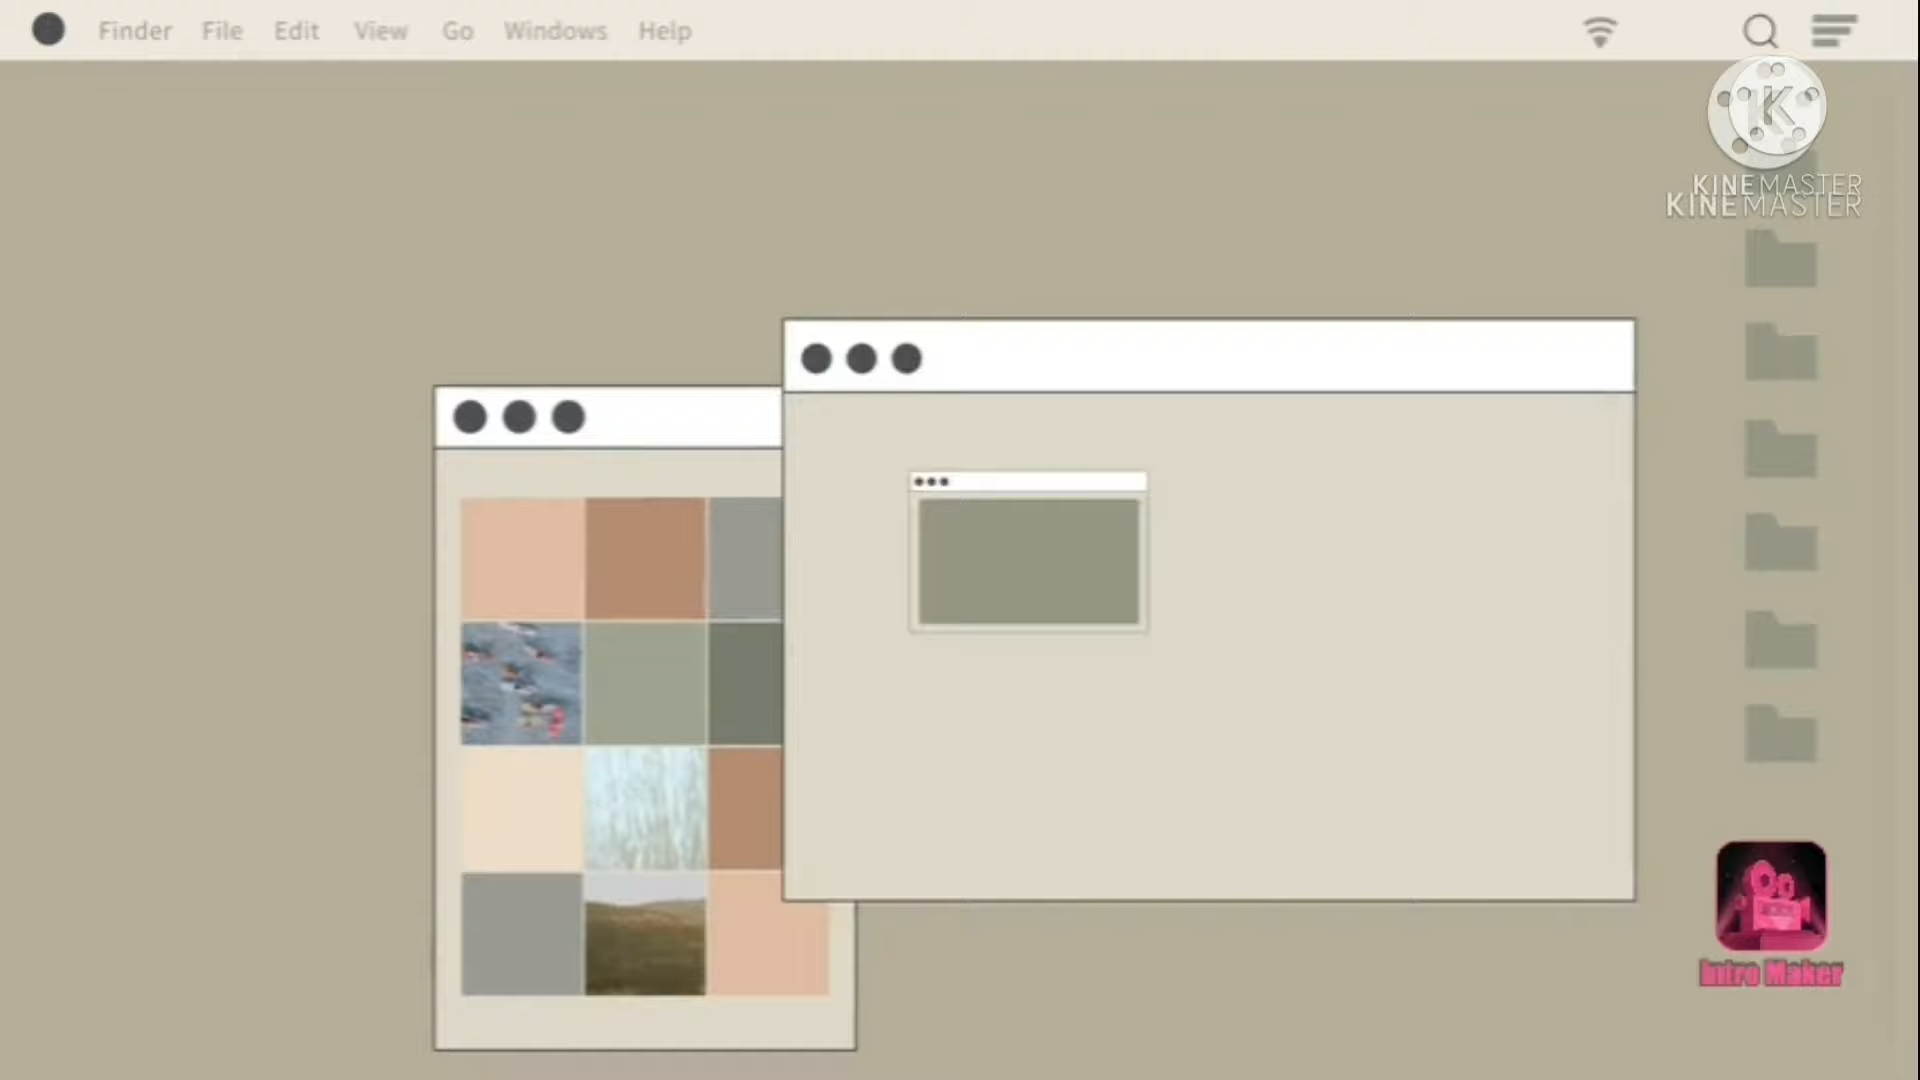 Finder File Edit View Go Windows Help
K
KINEMASTER
KINEMASTER
Intro Maker